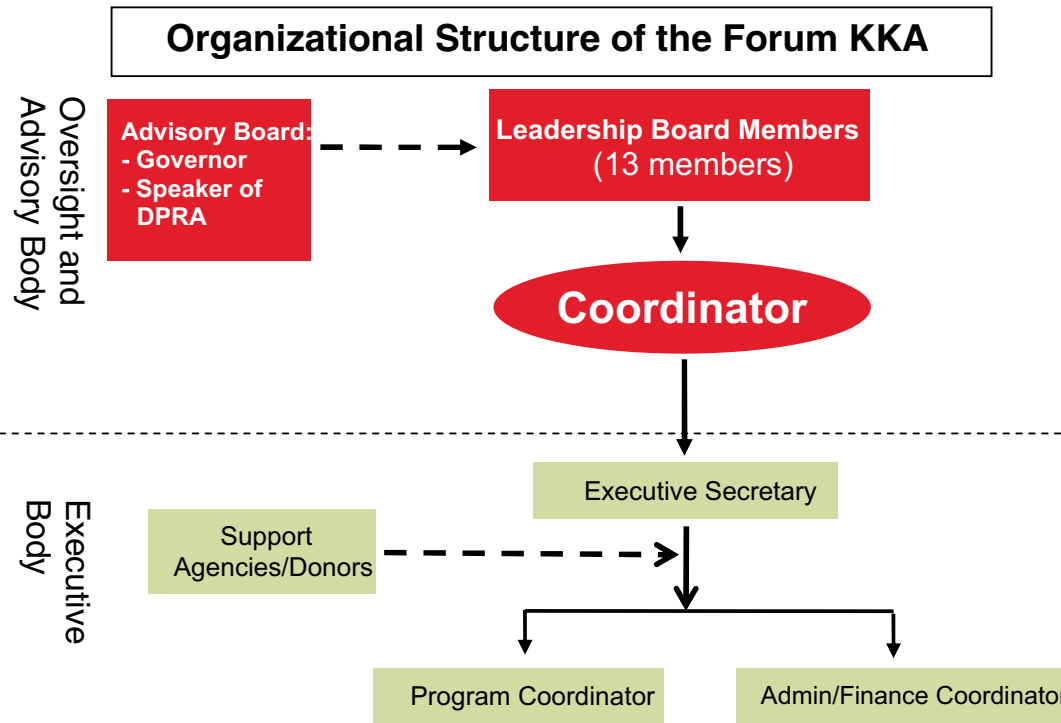 Organizational Structure of the Forum KKA
Oversight and
Advisory Body
Advisory Board:
- Governor
- Speaker of
DPRA
Leadership Board Members
(13 members)
Coordinator
Executive
Body
Executive Secretary
Support
Agencies/Donors
Program Coordinator
Admin/Finance Coordinator